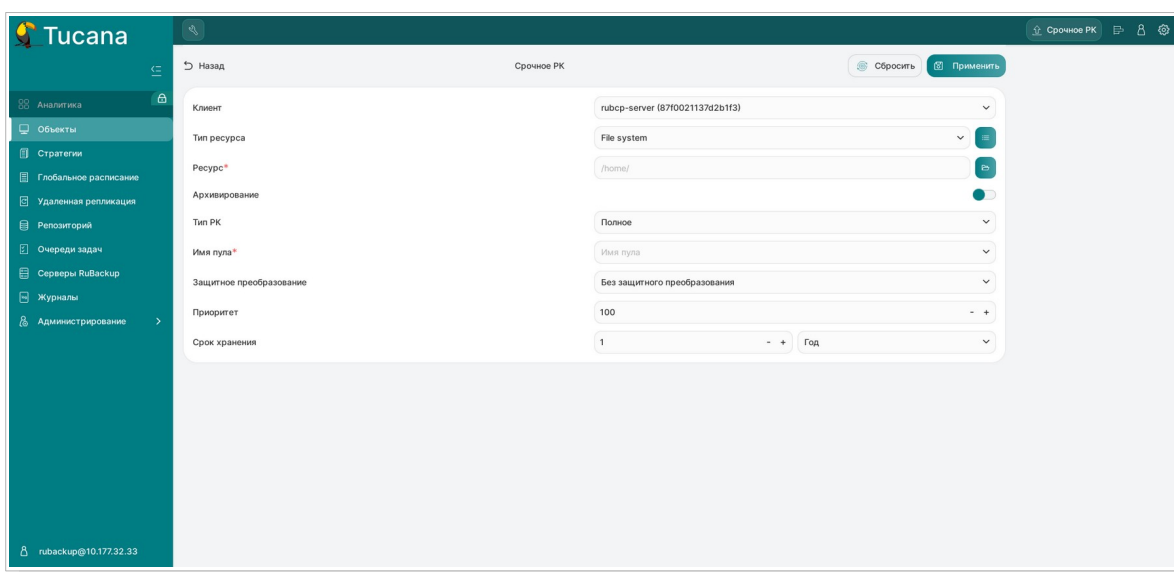 Tucana
Срочное РК
Назад
Срочное РК
Сбросить
Применить
Аналитика
Объекты
Стратегии
Глобальное расписание
Удаленная репликация
Репозиторий
Очереди задач
Серверы RuBackup
Журналы
Администрирование
Клиент
rubcp-server (87f0021137d2b1f3)
Тип ресурса
File system
Ресурс*
/home/
Архивирование
Тип РК
Полное
Имя пула*
Имя пула
Защитное преобразование
Без защитного преобразования
Приоритет
100 - +
Срок хранения
1 - + Год
rubackup@10.177.32.33